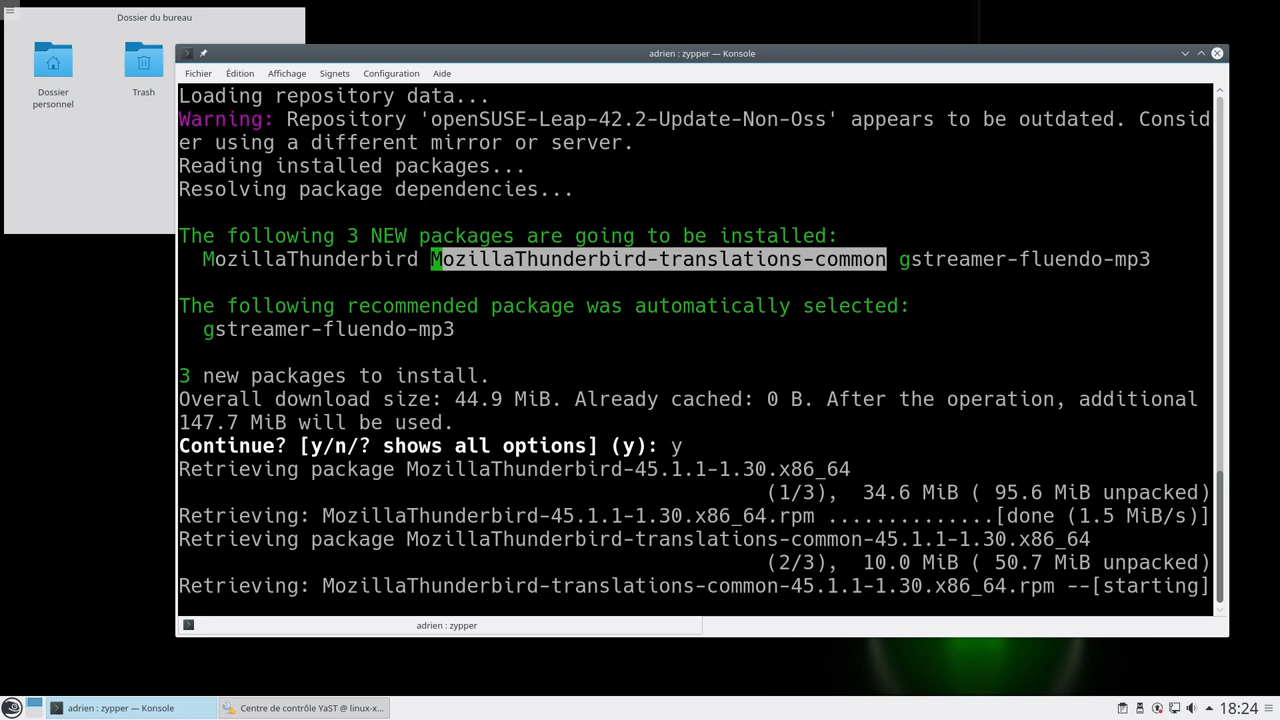 Dossier du bureau
Dossier
personnel
Trash
adrien : zypper — Konsole
Fichier Édition Affichage Signets Configuration Aide
Loading repository data...
Warning: Repository 'openSUSE-Leap-42.2-Update-Non-Oss' appears to be outdated. Consid
er using a different mirror or server.
Reading installed packages...
Resolving package dependencies...
The following 3 NEW packages are going to be installed:
MozillaThunderbird MozillaThunderbird-translations-common gstreamer-fluendo-mp3
The following recommended package was automatically selected:
gstreamer-fluendo-mp3
3 new packages to install.
Overall download size: 44.9 MiB. Already cached: 0 B. After the operation, additional
147.7 MiB will be used.
Continue? [y/n/? shows all options] (y): y
Retrieving package MozillaThunderbird-45.1.1-1.30.x86_64
(1/3),  34.6 MiB ( 95.6 MiB unpacked)
Retrieving: MozillaThunderbird-45.1.1-1.30.x86_64.rpm ..............[done (1.5 MiB/s)]
Retrieving package MozillaThunderbird-translations-common-45.1.1-1.30.x86_64
(2/3),  10.0 MiB ( 50.7 MiB unpacked)
Retrieving: MozillaThunderbird-translations-common-45.1.1-1.30.x86_64.rpm --[starting]
adrien : zypper
adrien : zypper — Konsole
Centre de contrôle YaST @ linux-x...
18:24